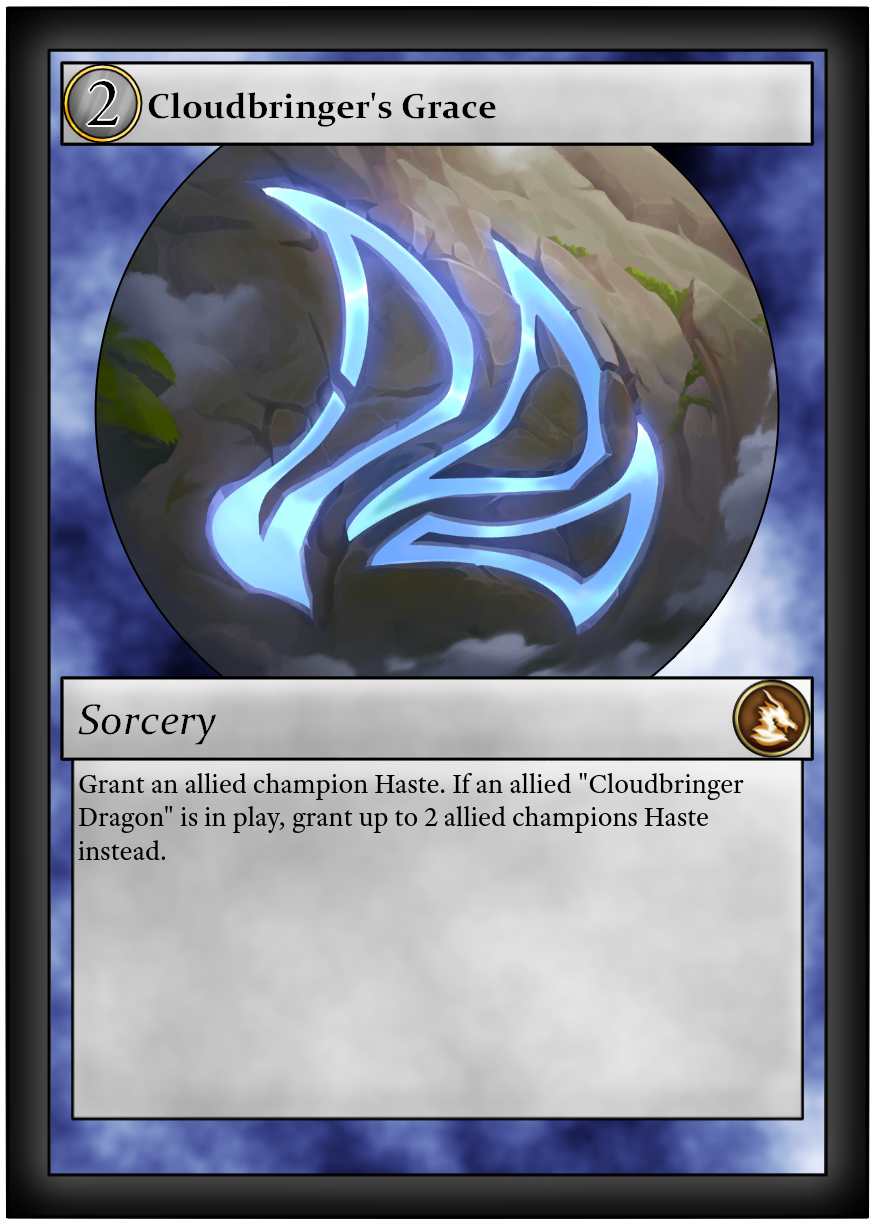 2
Cloudbringer's Grace
Sorcery
Grant an allied champion Haste. If an allied "Cloudbringer
Dragon" is in play, grant up to 2 allied champions Haste
instead.